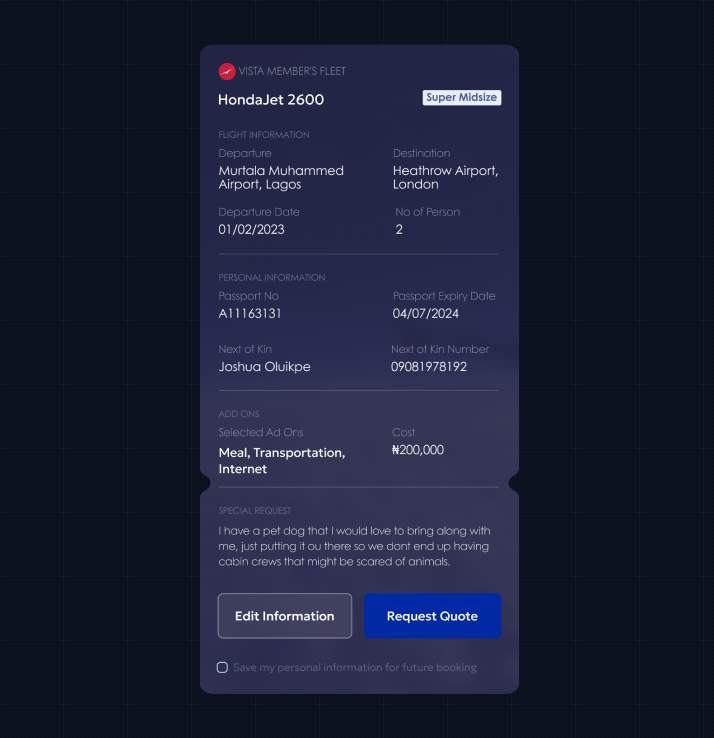 VISTA MEMBER'S FLEET
HondaJet 2600
Super Midsize
FLIGHT INFORMATION
Departure
Destination
Murtala Muhammed
Airport, Lagos
Heathrow Airport,
London
Departure Date
No of Person
01/02/2023
2
PERSONAL INFORMATION
Passport No
Passport Expiry Date
A11163131
04/07/2024
Next of Kin
Next of Kin Number
Joshua Oluikpe
09081978192
ADD ONS
Selected Ad Ons
Cost
Meal, Transportation,
Internet
₦200,000
SPECIAL REQUEST
I have a pet dog that I would love to bring along with
me, just putting it ou there so we dont end up having
cabin crews that might be scared of animals.
Edit Information
Request Quote
Save my personal information for future booking